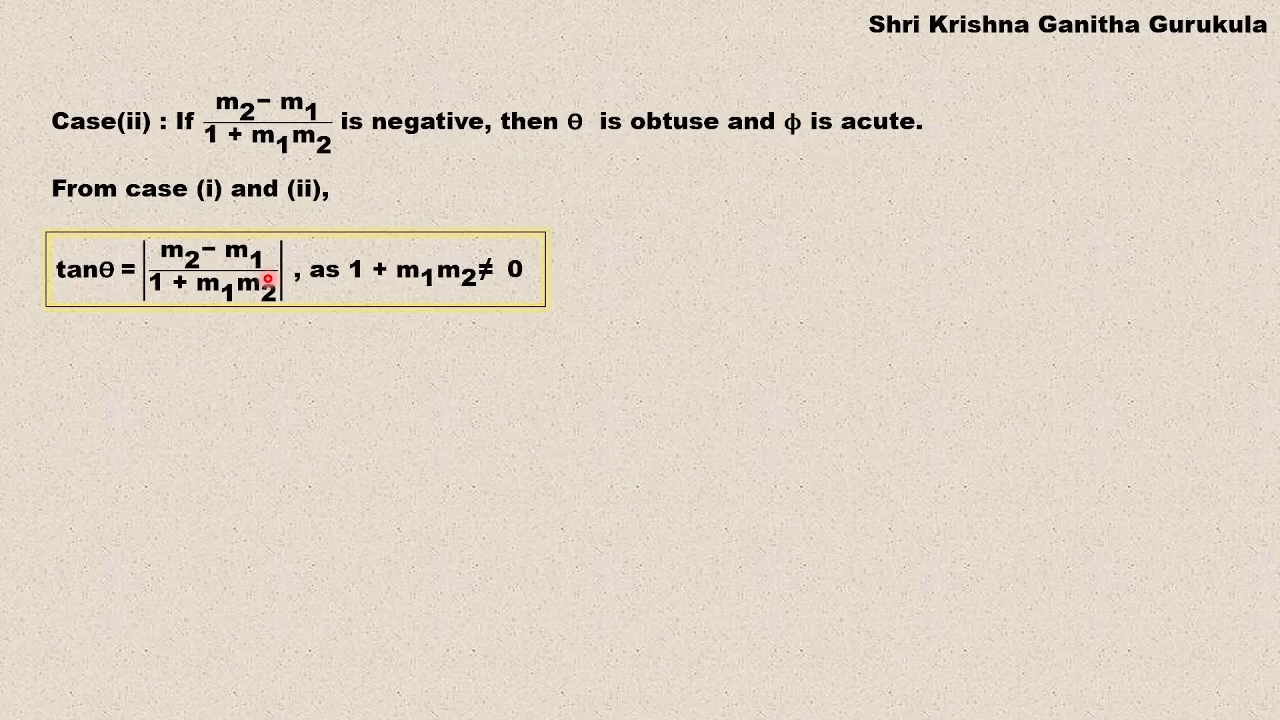 Shri Krishna Ganitha Gurukula
Case(ii) : If (m₂ − m₁)/(1 + m₁m₂) is negative, then θ is obtuse and ϕ is acute.
From case (i) and (ii),
tanθ = |(m₂ − m₁)/(1 + m₁m₂)| , as 1 + m₁m₂ ≠ 0